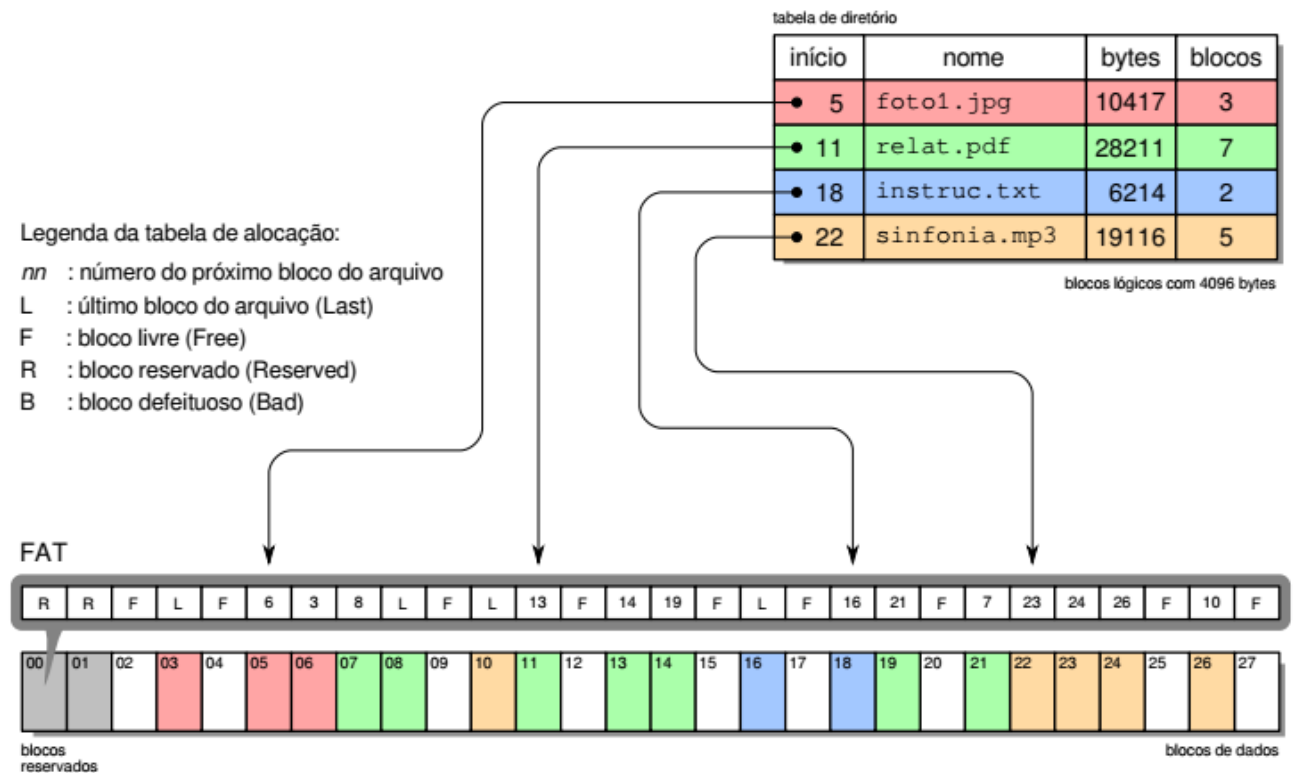 tabela de diretório
início nome bytes blocos
5 foto1.jpg 10417 3
11 relat.pdf 28211 7
18 instruc.txt 6214 2
22 sinfonia.mp3 19116 5
blocos lógicos com 4096 bytes
Legenda da tabela de alocação:
nn : número do próximo bloco do arquivo
L : último bloco do arquivo (Last)
F : bloco livre (Free)
R : bloco reservado (Reserved)
B : bloco defeituoso (Bad)
FAT
R R F L F 6 3 8 L F L 13 F 14 19 F L F 16 21 F 7 23 24 26 F 10 F
00 01 02 03 04 05 06 07 08 09 10 11 12 13 14 15 16 17 18 19 20 21 22 23 24 25 26 27
blocos
reservados
blocos de dados